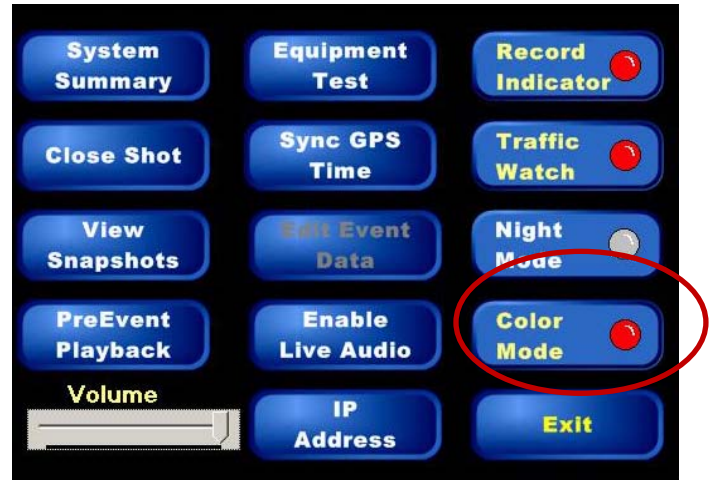 System
Summary
Equipment
Test
Record
Indicator
Close Shot
Sync GPS
Time
Traffic
Watch
View
Snapshots
Edit Event
Data
Night
Mode
PreEvent
Playback
Enable
Live Audio
Color
Mode
Volume
IP
Address
Exit